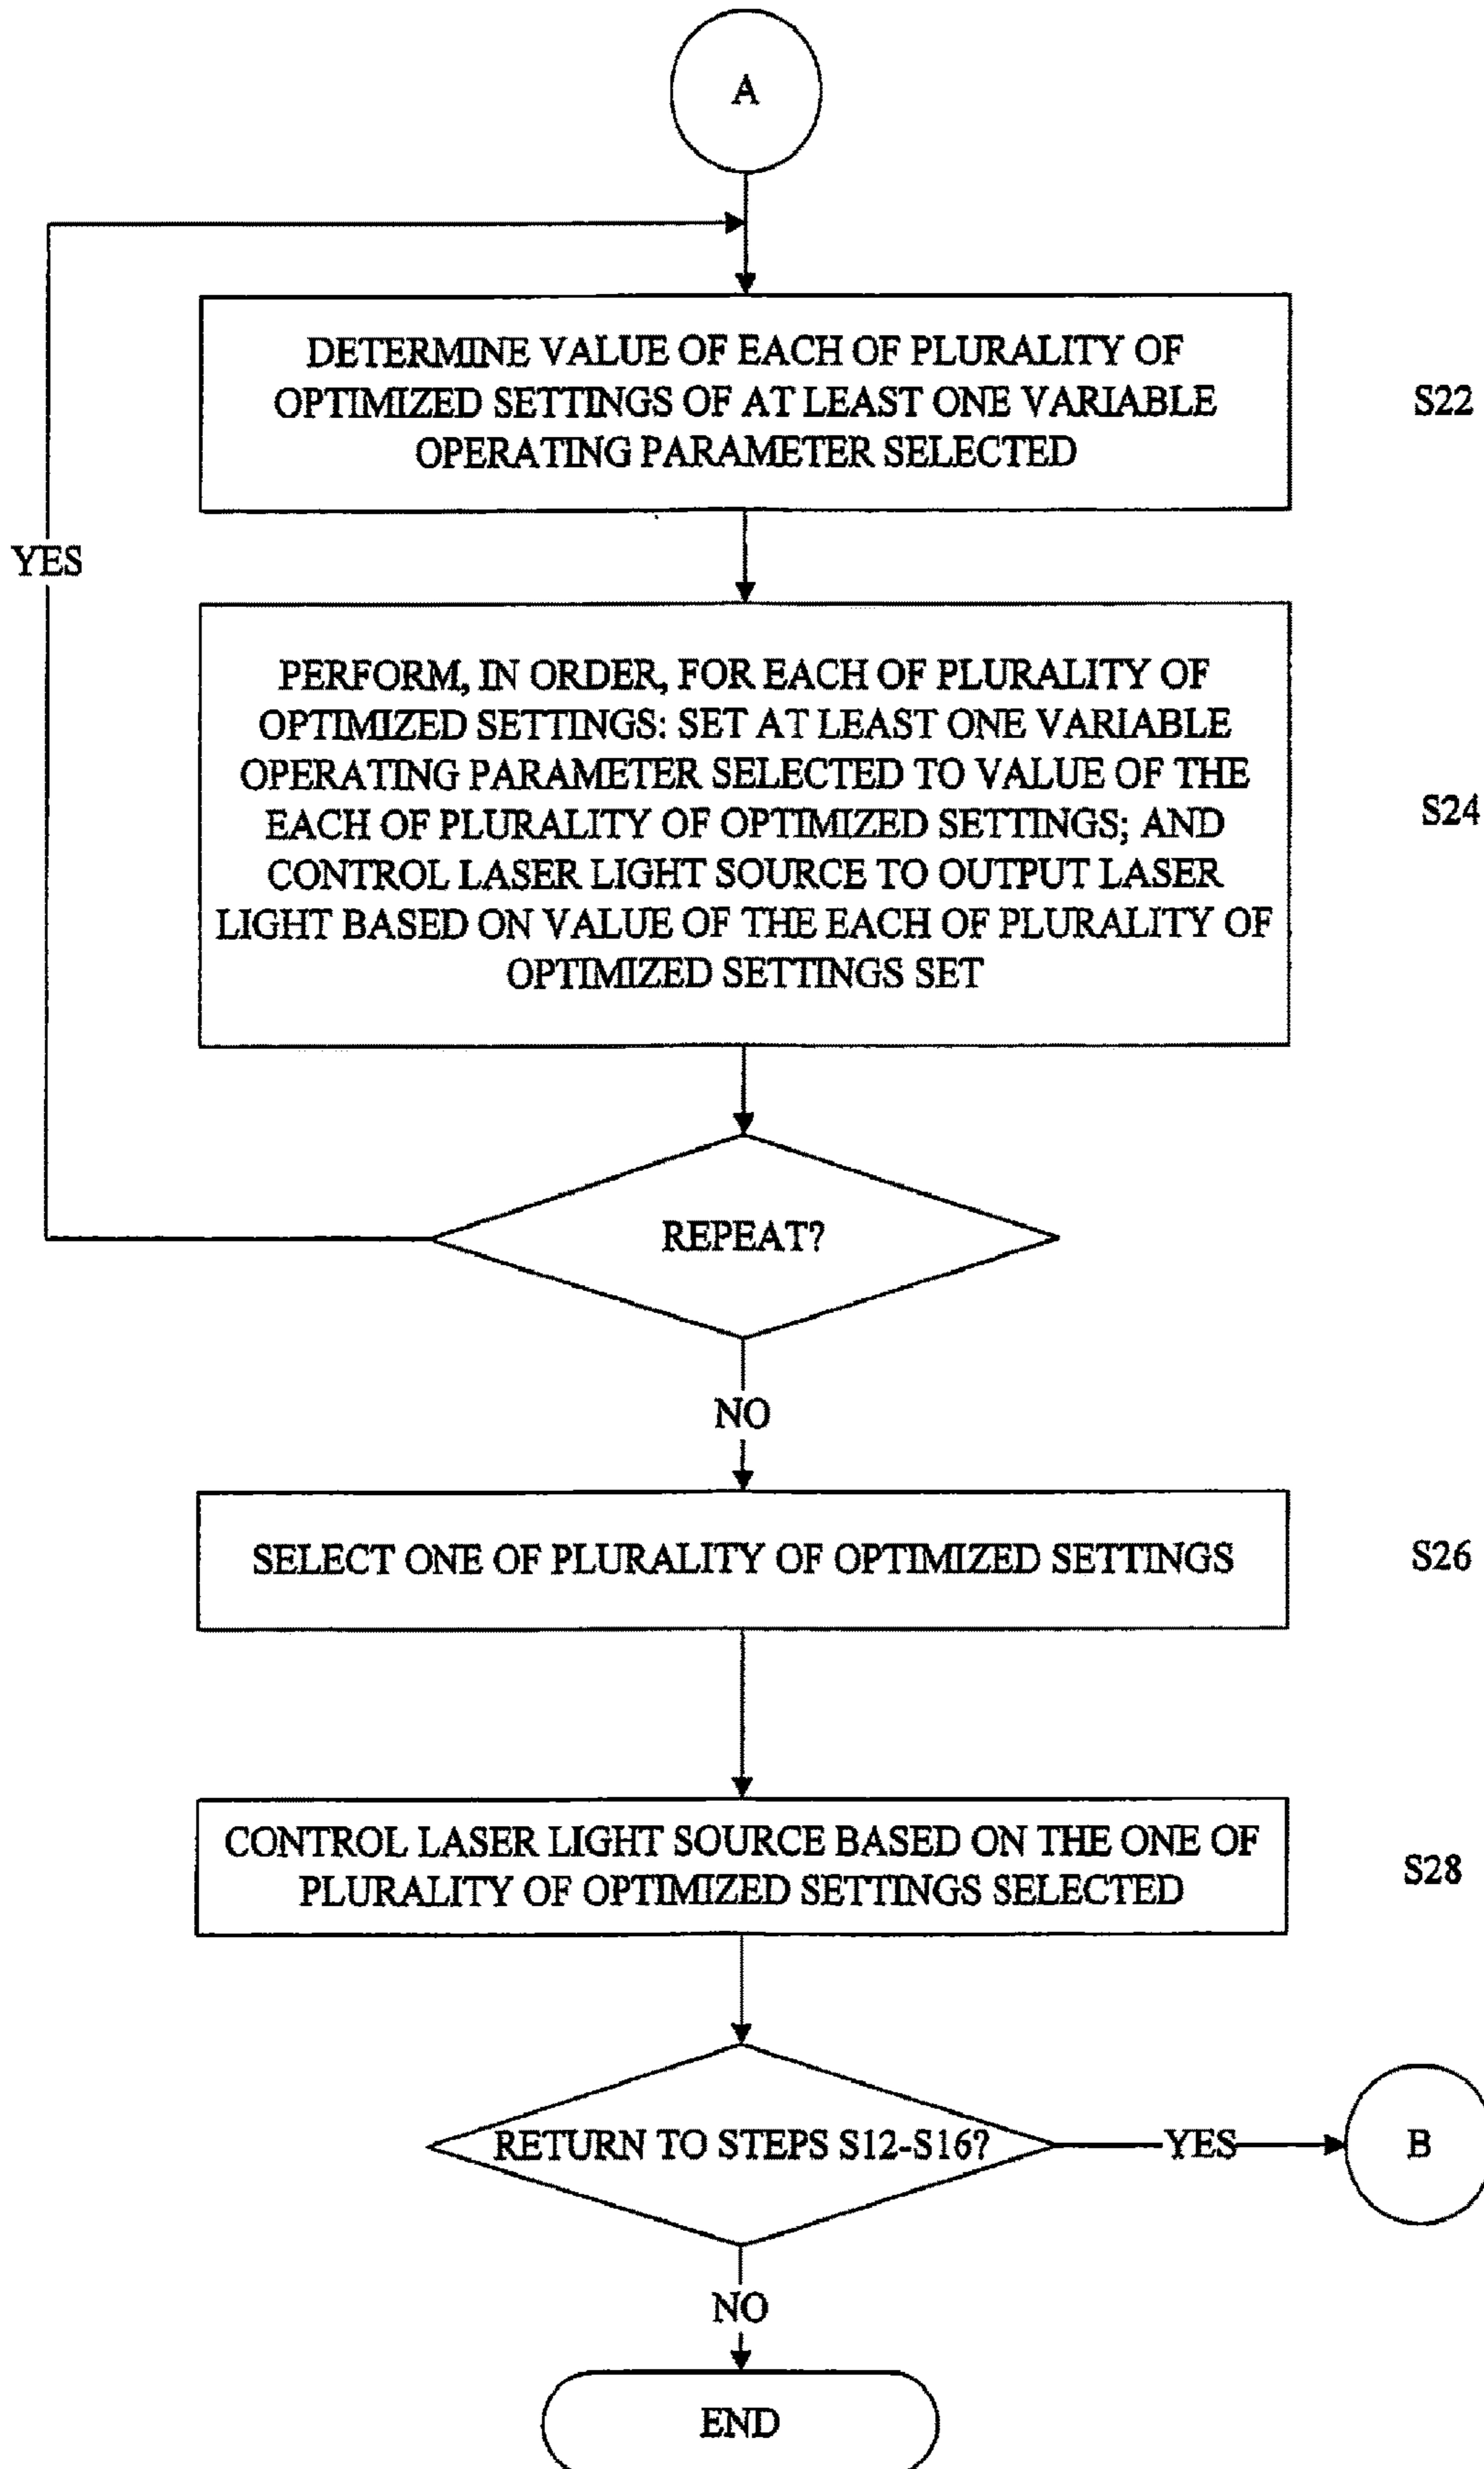 A
DETERMINE VALUE OF EACH OF PLURALITY OF
OPTIMIZED SETTINGS OF AT LEAST ONE VARIABLE
OPERATING PARAMETER SELECTED
S22
YES
PERFORM, IN ORDER, FOR EACH OF PLURALITY OF
OPTIMIZED SETTINGS: SET AT LEAST ONE VARIABLE
OPERATING PARAMETER SELECTED TO VALUE OF THE
EACH OF PLURALITY OF OPTIMIZED SETTINGS; AND
CONTROL LASER LIGHT SOURCE TO OUTPUT LASER
LIGHT BASED ON VALUE OF THE EACH OF PLURALITY OF
OPTIMIZED SETTINGS SET
S24
REPEAT?
NO
SELECT ONE OF PLURALITY OF OPTIMIZED SETTINGS
S26
CONTROL LASER LIGHT SOURCE BASED ON THE ONE OF
PLURALITY OF OPTIMIZED SETTINGS SELECTED
S28
RETURN TO STEPS S12-S16?
YES
B
NO
END